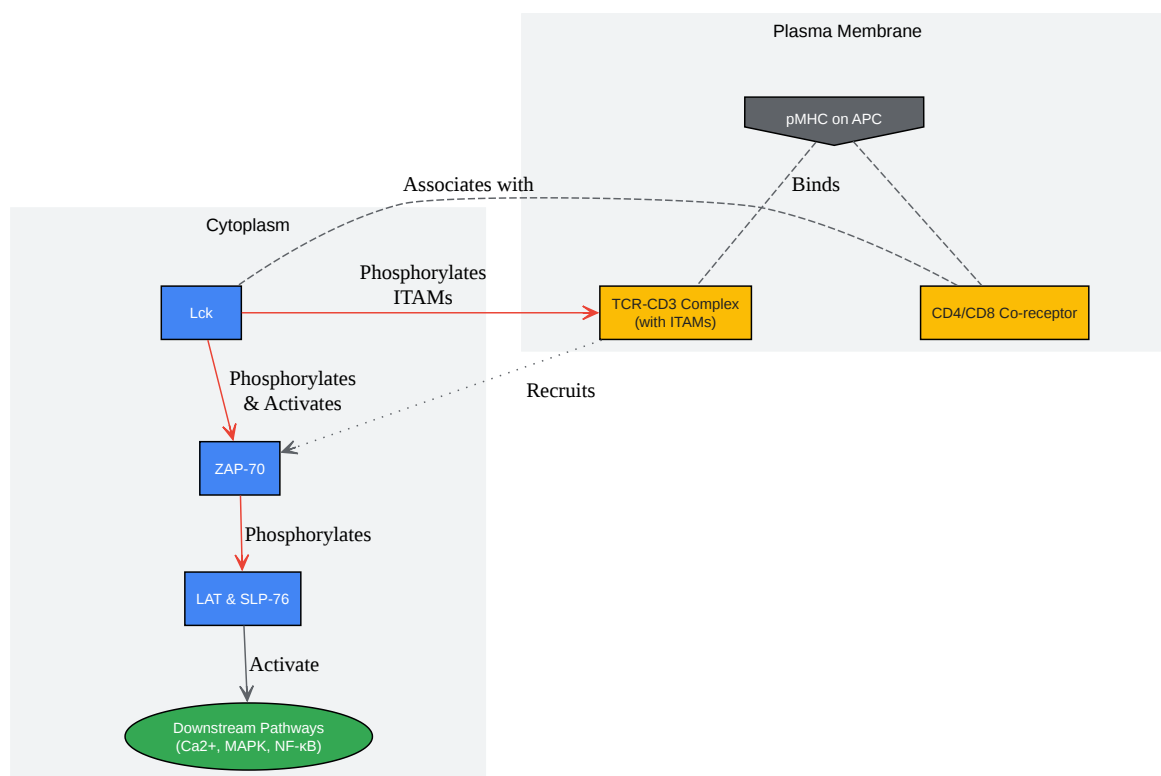 Plasma Membrane
pMHC on APC
Associates with
Binds
Cytoplasm
Phosphorylates
ITAMs
Lck
TCR-CD3 Complex
(with ITAMs)
CD4/CD8 Co-receptor
Phosphorylates
& Activates
Recruits
ZAP-70
Phosphorylates
LAT & SLP-76
Activate
Downstream Pathways
(Ca2+, MAPK, NF-κB)